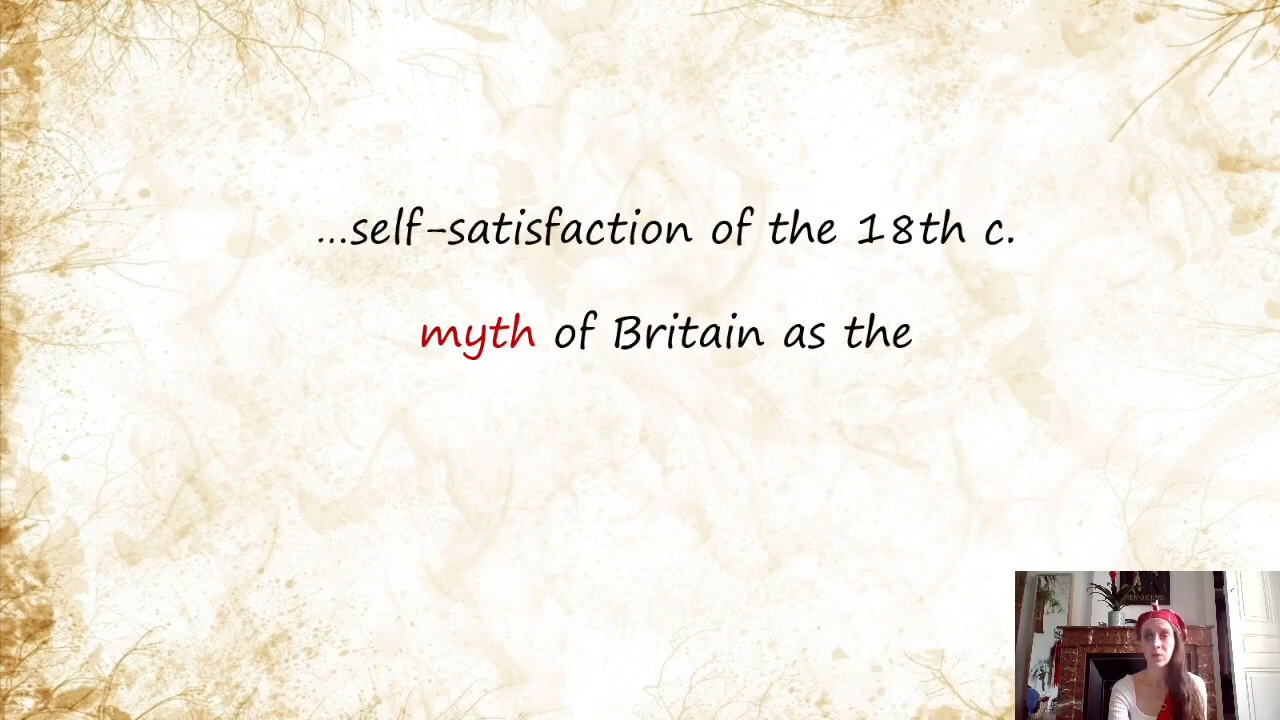 ...self-satisfaction of the 18th c.
myth of Britain as the